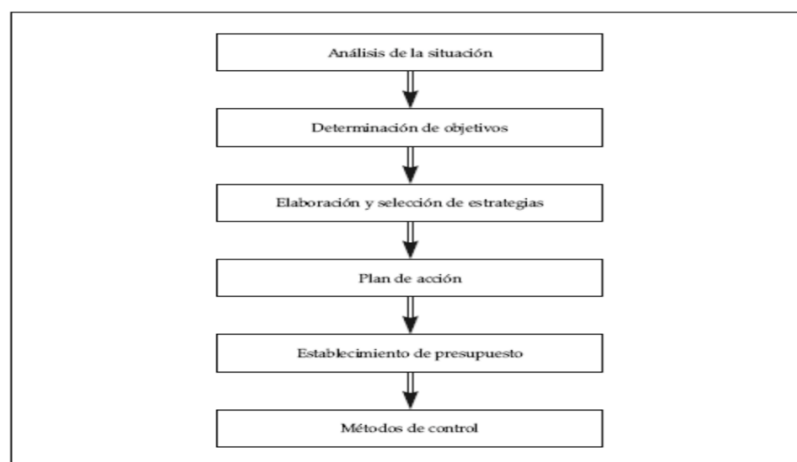 Análisis de la situación
Determinación de objetivos
Elaboración y selección de estrategias
Plan de acción
Establecimiento de presupuesto
Métodos de control